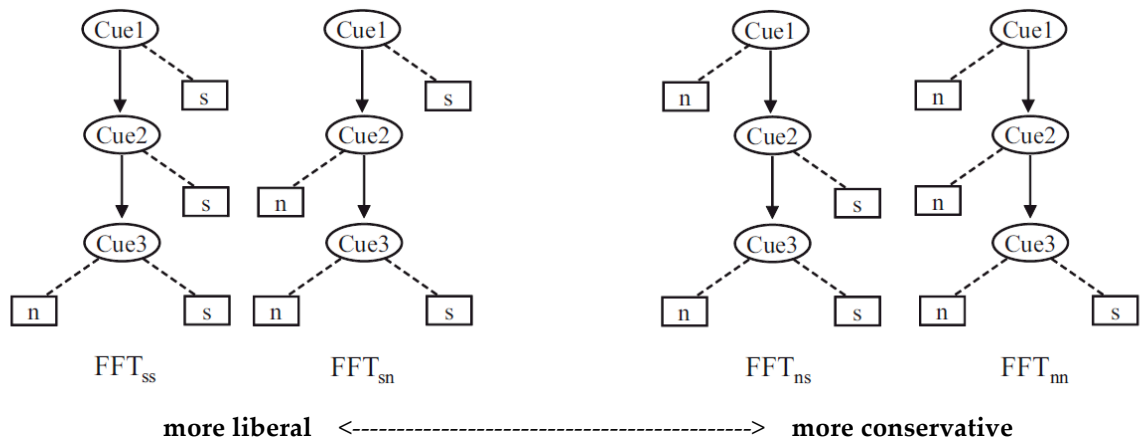 Cue1 Cue1 Cue1 Cue1
s s n n
Cue2 Cue2 Cue2 Cue2
s n s n
Cue3 Cue3 Cue3 Cue3
n s n s n s n s
FFTss FFTsn FFTns FFTnn
more liberal <---------------------------------------------> more conservative